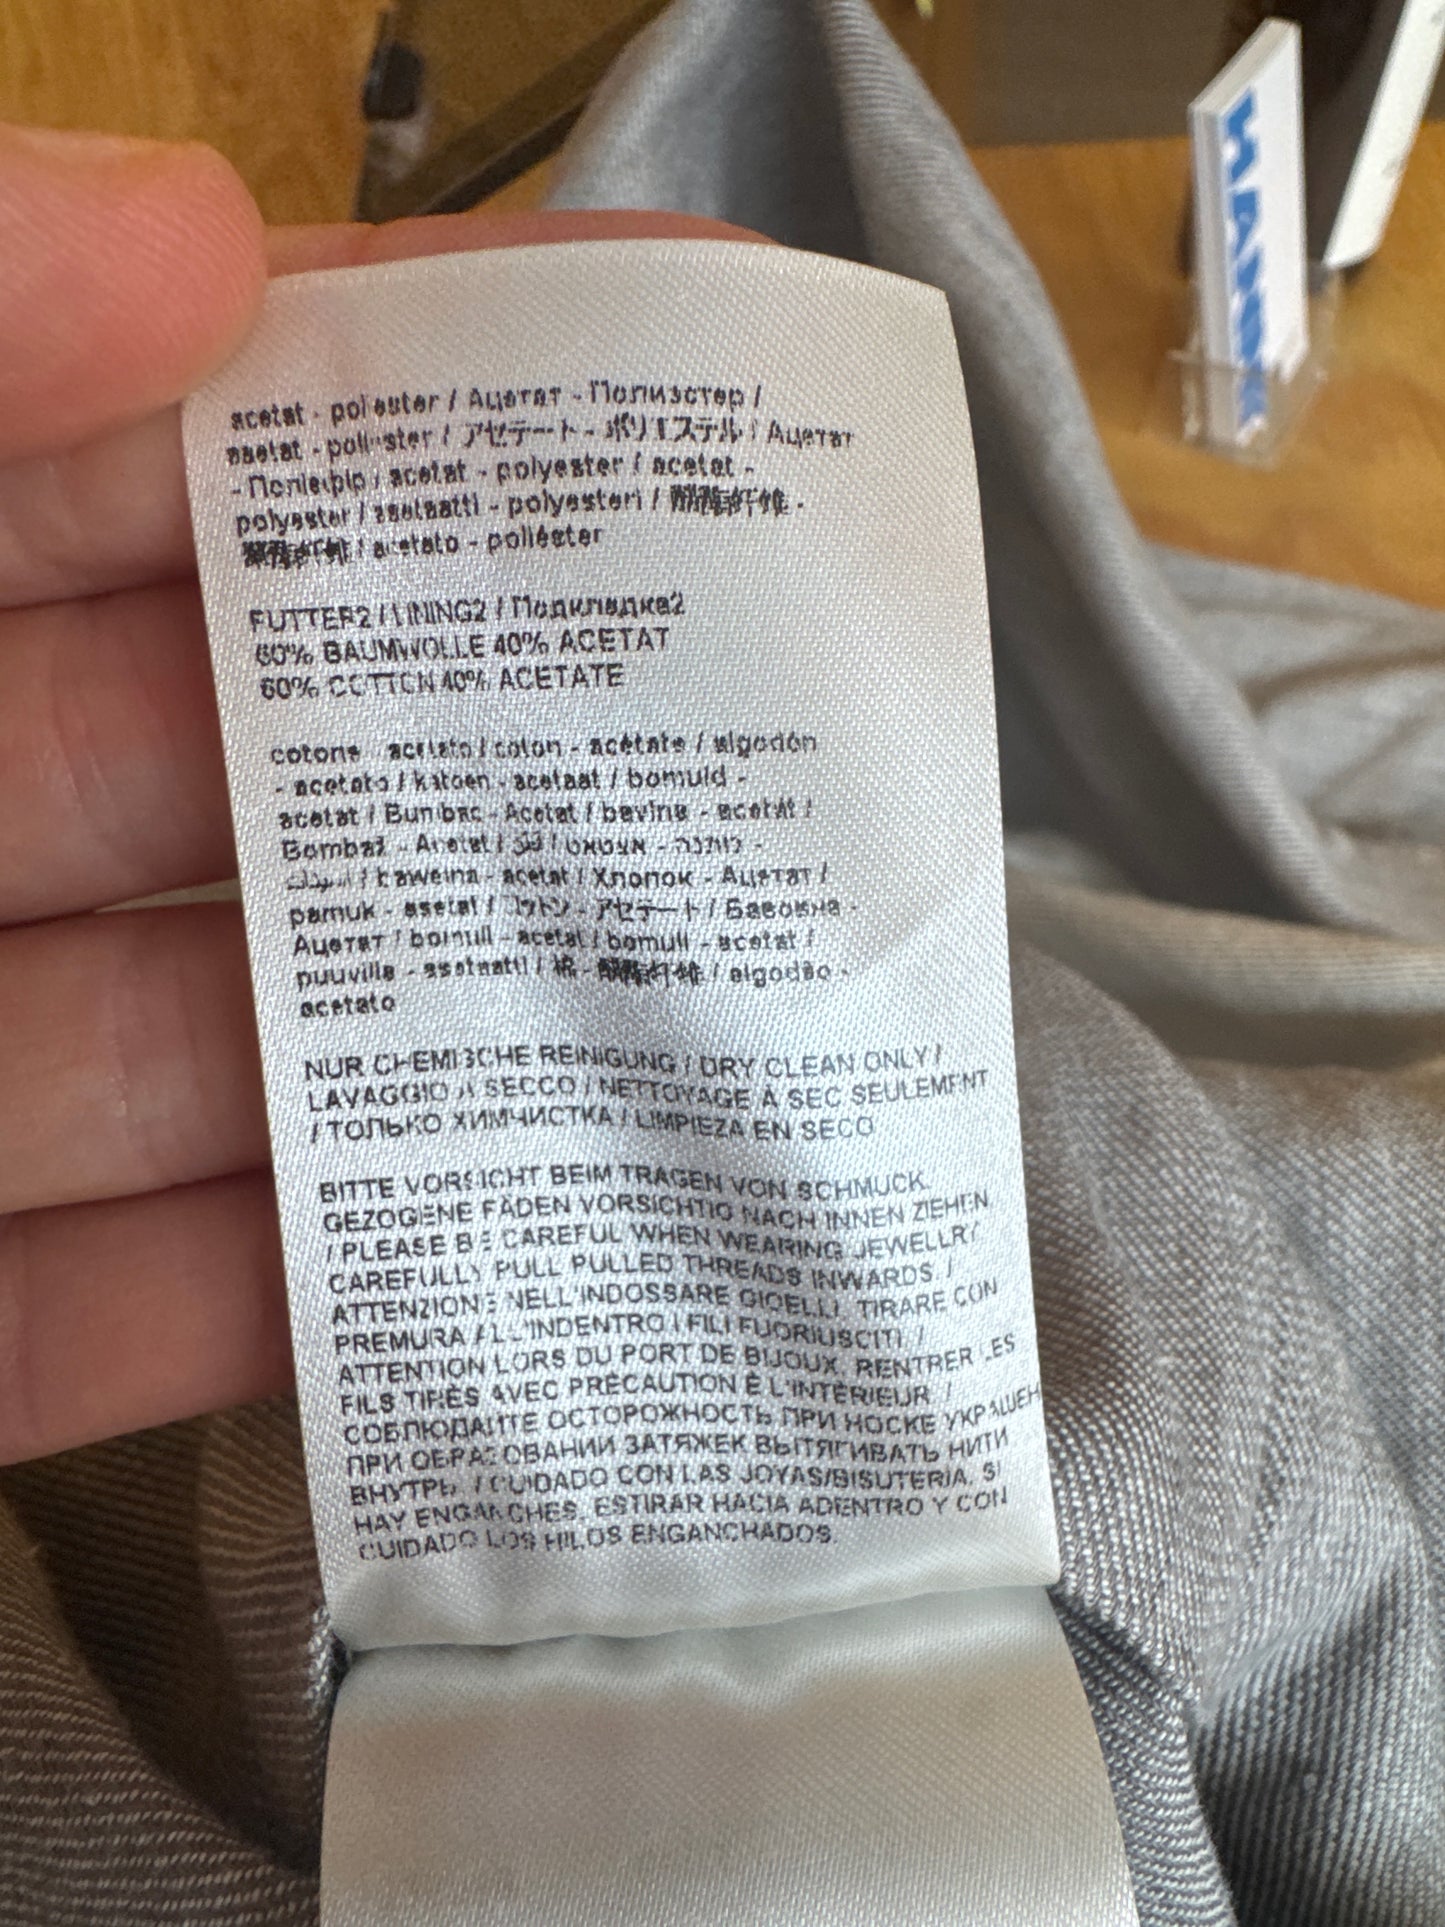 acetat - polyester / Ацетат - Полиэстер /
asetat - polyester / アセテート - ポリエステル / Ацетат
- acetat - polyester / acetat -
polyester / asetaatti - polyesteri / 醋酯纤维 -
/ acetato - poliéster
FUTTER2 / LINING2 / Подкладка2
60% BAUMWOLLE 40% ACETAT
60% COTTON 40% ACETATE
cotone acetato / coton - acétate / algodón
- acetato / katoen - acetaat / bomuld -
acetat / Bumbac - Acetat / bavlna - acetát /
Bombaž - Acetat / قطن / אצטאט - כותנה -
أسيتات / bawełna - acetat / Хлопок - Ацетат /
pamuk - asetat / コットン - アセテート / Бавовна -
Ацетат / bomull - acetat / bomull - acetat /
puuvilla - asetaatti / 棉 - 醋酯纤维 / algodão -
acetato
NUR CHEMISCHE REINIGUNG / DRY CLEAN ONLY /
LAVAGGIO A SECCO / NETTOYAGE À SEC SEULEMENT
/ ТОЛЬКО ХИМЧИСТКА / LIMPIEZA EN SECO
BITTE VORSICHT BEIM TRAGEN VON SCHMUCK.
GEZOGENE FÄDEN VORSICHTIG NACH INNEN ZIEHEN
/ PLEASE BE CAREFUL WHEN WEARING JEWELLRY
CAREFULLY PULL PULLED THREADS INWARDS. /
ATTENZIONE NELL'INDOSSARE GIOELLI. TIRARE CON
PREMURA ALL'INDENTRO I FILI FUORIUSCITI. /
ATTENTION LORS DU PORT DE BIJOUX. RENTRER LES
FILS TIRÉS AVEC PRÉCAUTION È L'INTÉRIEUR /
СОБЛЮДАЙТЕ ОСТОРОЖНОСТЬ ПРИ НОСКЕ УКРАШЕН
ПРИ ОБРАЗОВАНИИ ЗАТЯЖЕК ВЫТЯГИВАТЬ НИТИ
ВНУТРЬ. / CUIDADO CON LAS JOYAS/BISUTERÍA. SI
HAY ENGANCHES, ESTIRAR HACIA ADENTRO Y CON
CUIDADO LOS HILOS ENGANCHADOS.